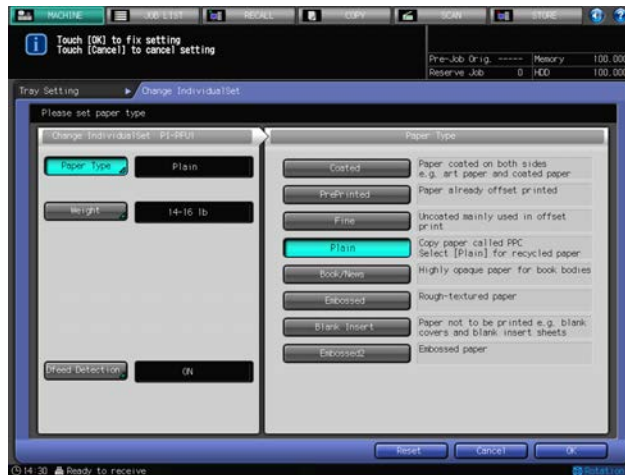 MACHINE JOB LIST RECALL COPY SCAN STORE
Touch [OK] to fix setting
Touch [Cancel] to cancel setting
Pre-Job Orig. ----- Memory 100.00
Reserve Job 0 HDD 100.00
Tray Setting Change IndividualSet
Please set paper type
Change IndividualSet PI-PFU1
Paper Type Plain
Weight 14-16 lb
Dfeed Detection ON
Paper Type
Coated Paper coated on both sides
e.g. art paper and coated paper
PrePrinted Paper already offset printed
Fine Uncoated mainly used in offset
print
Plain Copy paper called PPC
Select [Plain] for recycled paper
Book/News Highly opaque paper for book bodies
Embossed Rough-textured paper
Blank Insert Paper not to be printed e.g. blank
covers and blank insert sheets
Embossed2 Embossed paper
Reset Cancel OK
14:30 Ready to receive Rotation